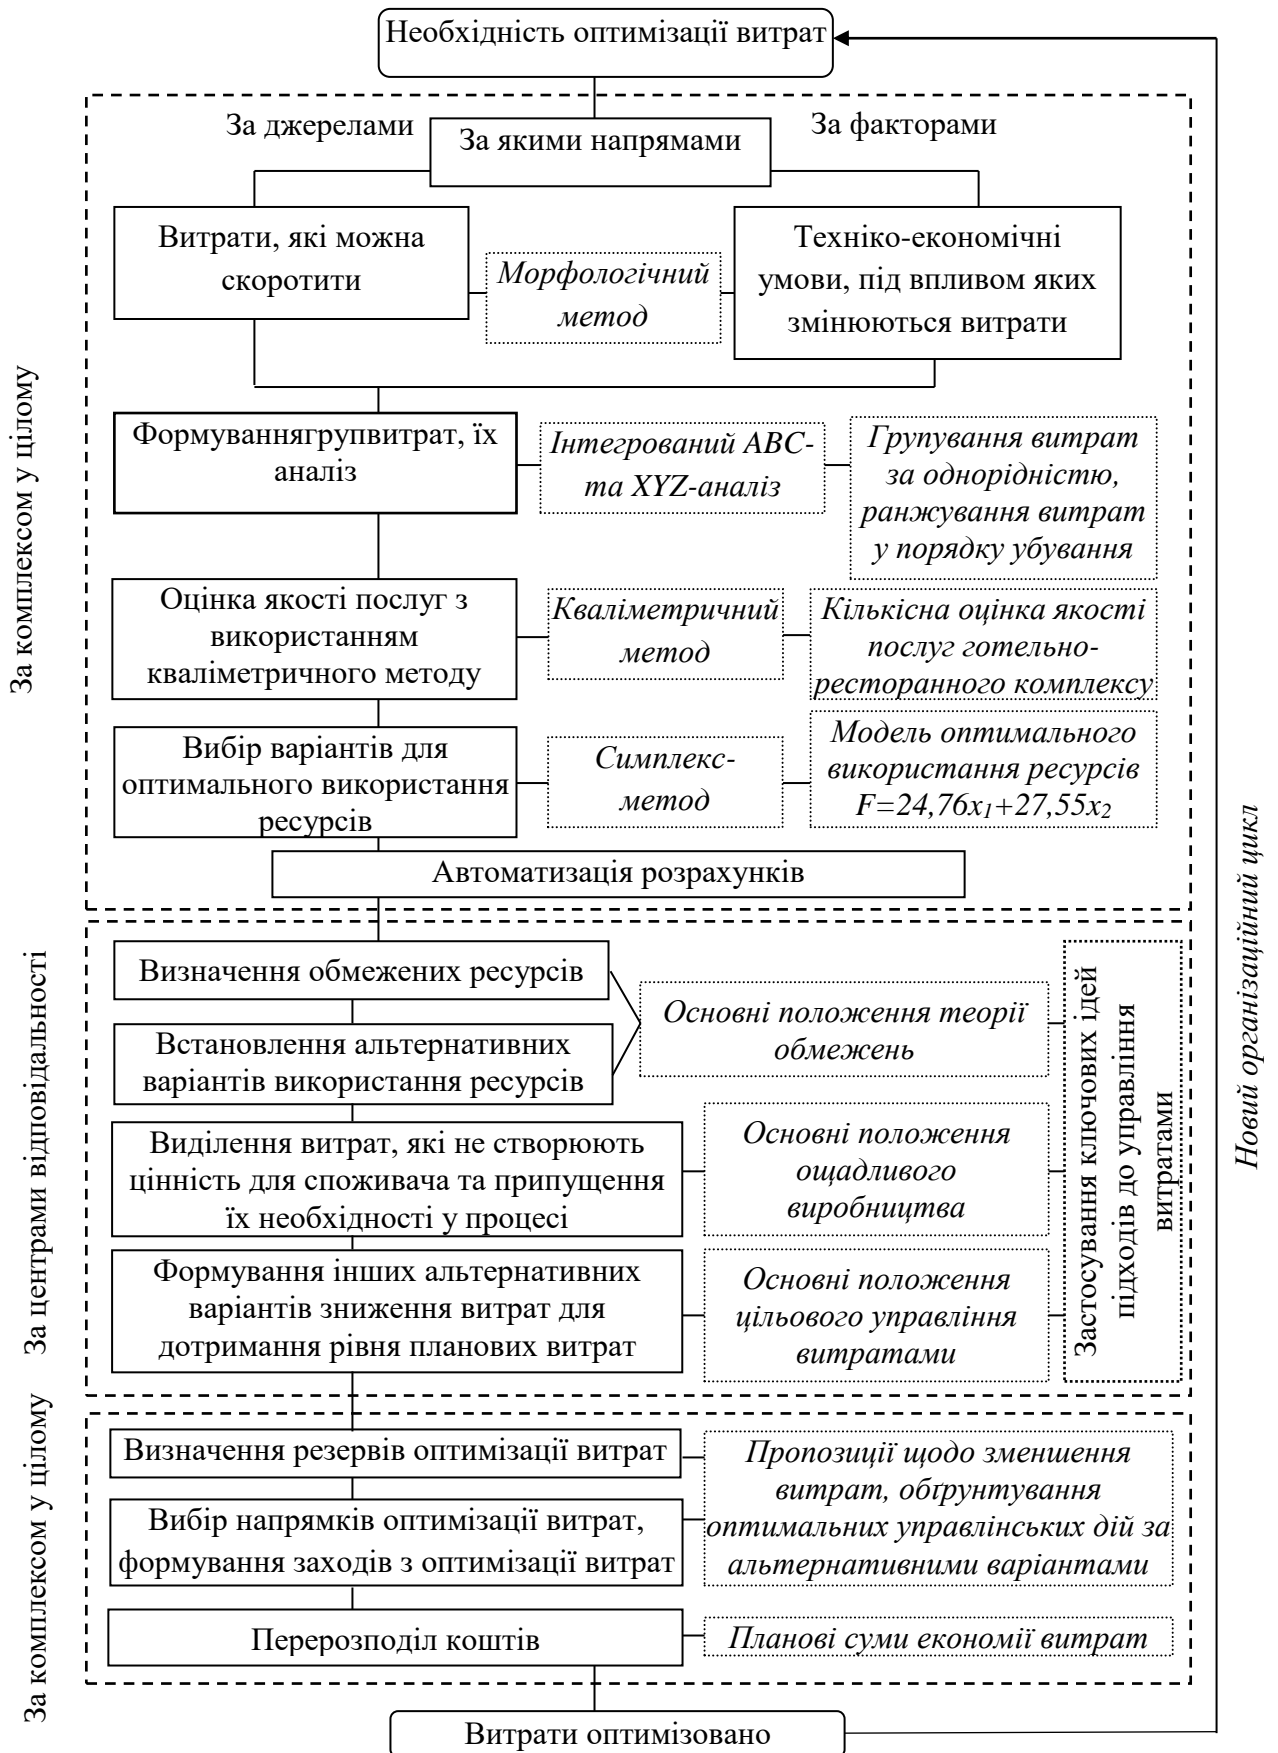 Необхідність оптимізації витрат
За джерелами
За якими напрямами
За факторами
Витрати, які можна
скоротити
Морфологічний
метод
Техніко-економічні
умови, під впливом яких
змінюються витрати
Формуваннягрупвитрат, їх
аналіз
Інтегрований АВС-
та XYZ-аналіз
Групування витрат
за однорідністю,
ранжування витрат
у порядку убування
Оцінка якості послуг з
використанням
кваліметричного методу
Кваліметричний
метод
Кількісна оцінка якості
послуг готельно-
ресторанного комплексу
Вибір варіантів для
оптимального використання
ресурсів
Симплекс-
метод
Модель оптимального
використання ресурсів
F=24,76x1+27,55x2
Автоматизація розрахунків
За комплексом у цілому
Визначення обмежених ресурсів
Встановлення альтернативних
варіантів використання ресурсів
Основні положення теорії
обмежень
Виділення витрат, які не створюють
цінність для споживача та припущення
їх необхідності у процесі
Основні положення
ощадливого
виробництва
Формування інших альтернативних
варіантів зниження витрат для
дотримання рівня планових витрат
Основні положення
цільового управління
витратами
Застосування ключових ідей
підходів до управління
витратами
За центрами відповідальності
Визначення резервів оптимізації витрат
Вибір напрямків оптимізації витрат,
формування заходів з оптимізації витрат
Пропозиції щодо зменшення
витрат, обґрунтування
оптимальних управлінських дій за
альтернативними варіантами
Перерозподіл коштів
Планові суми економії витрат
За комплексом у цілому
Витрати оптимізовано
Новий організаційний цикл